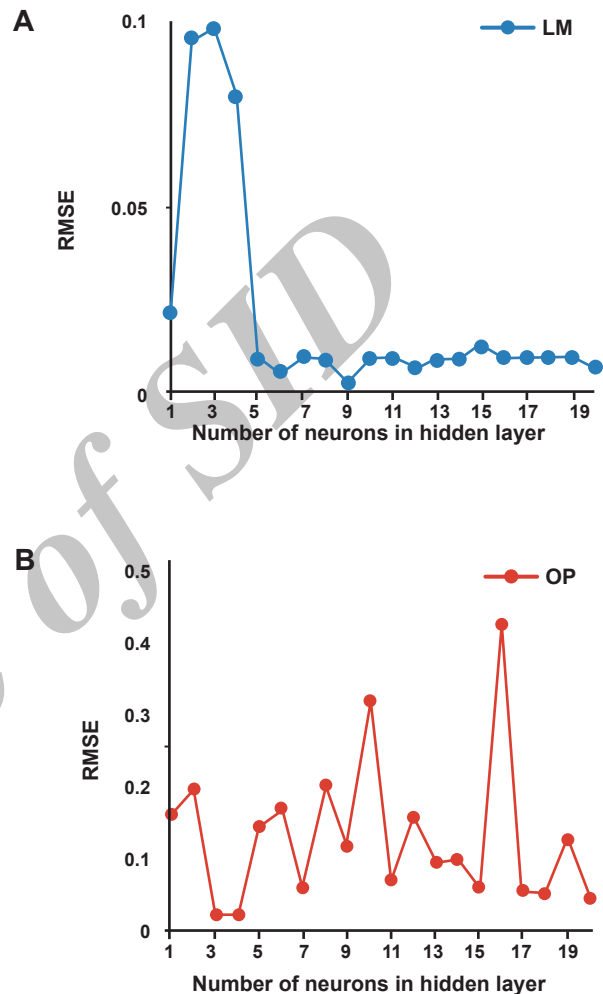 A
LM
0.1
0.05
0
RMSE
1 3 5 7 9 11 13 15 17 19
Number of neurons in hidden layer
of SID
B
OP
0.5
0.4
0.3
0.2
0.1
0
RMSE
1 3 5 7 9 11 13 15 17 19
Number of neurons in hidden layer